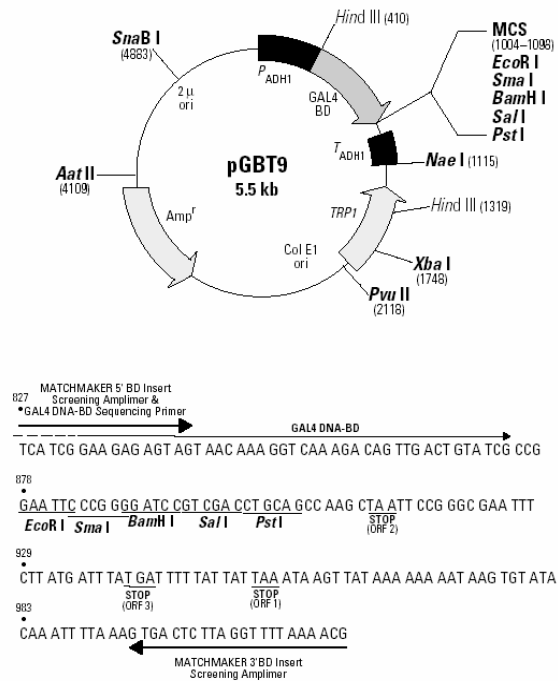 Hind III (410)
SnaB I
(4883)
MCS
(1004–1098)
EcoR I
Sma I
BamH I
Sal I
Pst I
P ADH1
GAL4
BD
2 µ
ori
T ADH1
pGBT9
5.5 kb
Nae I (1115)
Aat II
(4109)
Hind III (1319)
TRP1
Amp r
Col E1
ori
Xba I
(1748)
Pvu II
(2118)
MATCHMAKER 5' BD Insert
Screening Amplimer &
GAL4 DNA-BD Sequencing Primer
827
GAL4 DNA-BD
TCA TCG GAA GAG AGT AGT AAC AAA GGT CAA AGA CAG TTG ACT GTA TCG CCG
878
GAA TTC CCG GGG ATC CGT CGA CCT GCA GCC AAG CTA ATT CCG GGC GAA TTT
EcoR I Sma I BamH I Sal I Pst I
STOP
(ORF 2)
929
CTT ATG ATT TAT GAT TTT TAT TAT TAA ATA AGT TAT AAA AAA AAT AAG TGT ATA
STOP
(ORF 3)
STOP
(ORF 1)
983
CAA ATT TTA AAG TGA CTC TTA GGT TTT AAA ACG
MATCHMAKER 3'BD Insert
Screening Amplimer